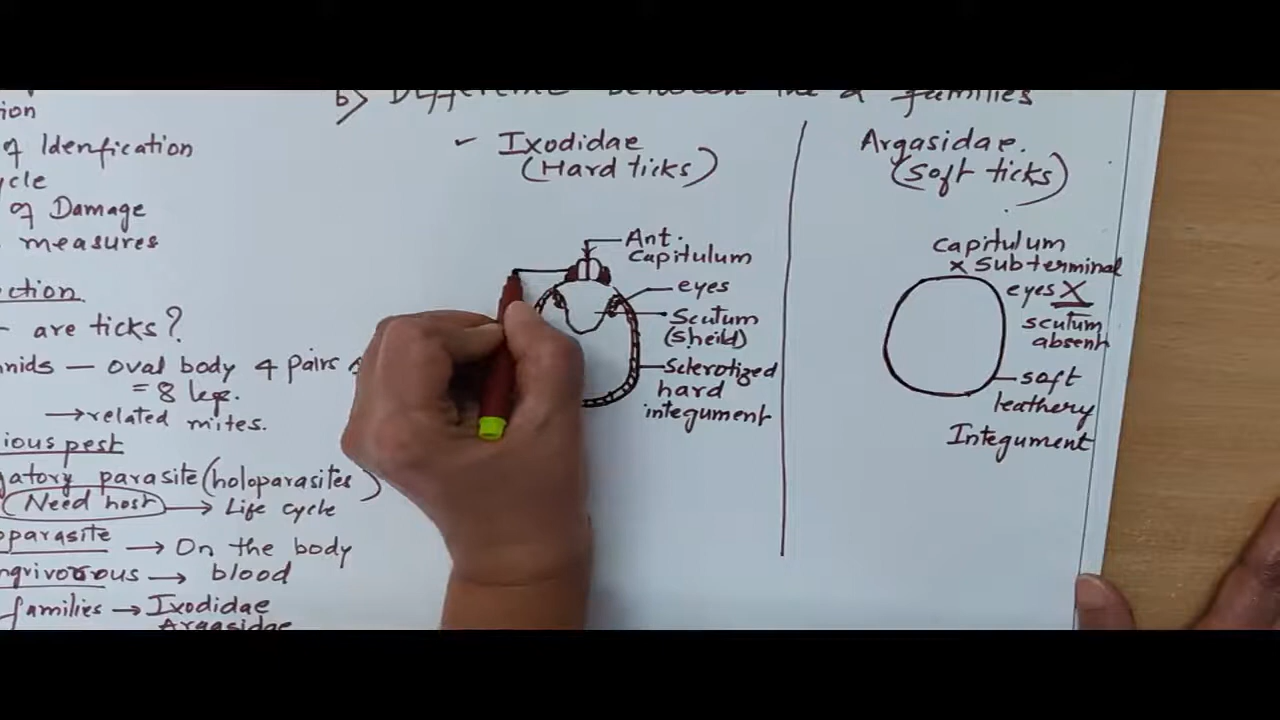 b) Difference between the 2 families
ion
of Idenfication
cle
of Damage
measures
ction
are ticks?
nids — oval body 4 pairs
= 8 legs.
→related mites.
ious pest
gatory parasite (holoparasites)
Need host → Life cycle
oparasite → On the body
ngrivorous → blood
families → Ixodidae
Argasidae
✓ Ixodidae
(Hard ticks)
Ant.
Capitulum
eyes
Scutum
(sheild)
Sclerotized
hard
integument
Argasidae.
(Soft ticks)
capitulum
x Subterminal
eyes X
scutum
absent
soft
leathery
Integument